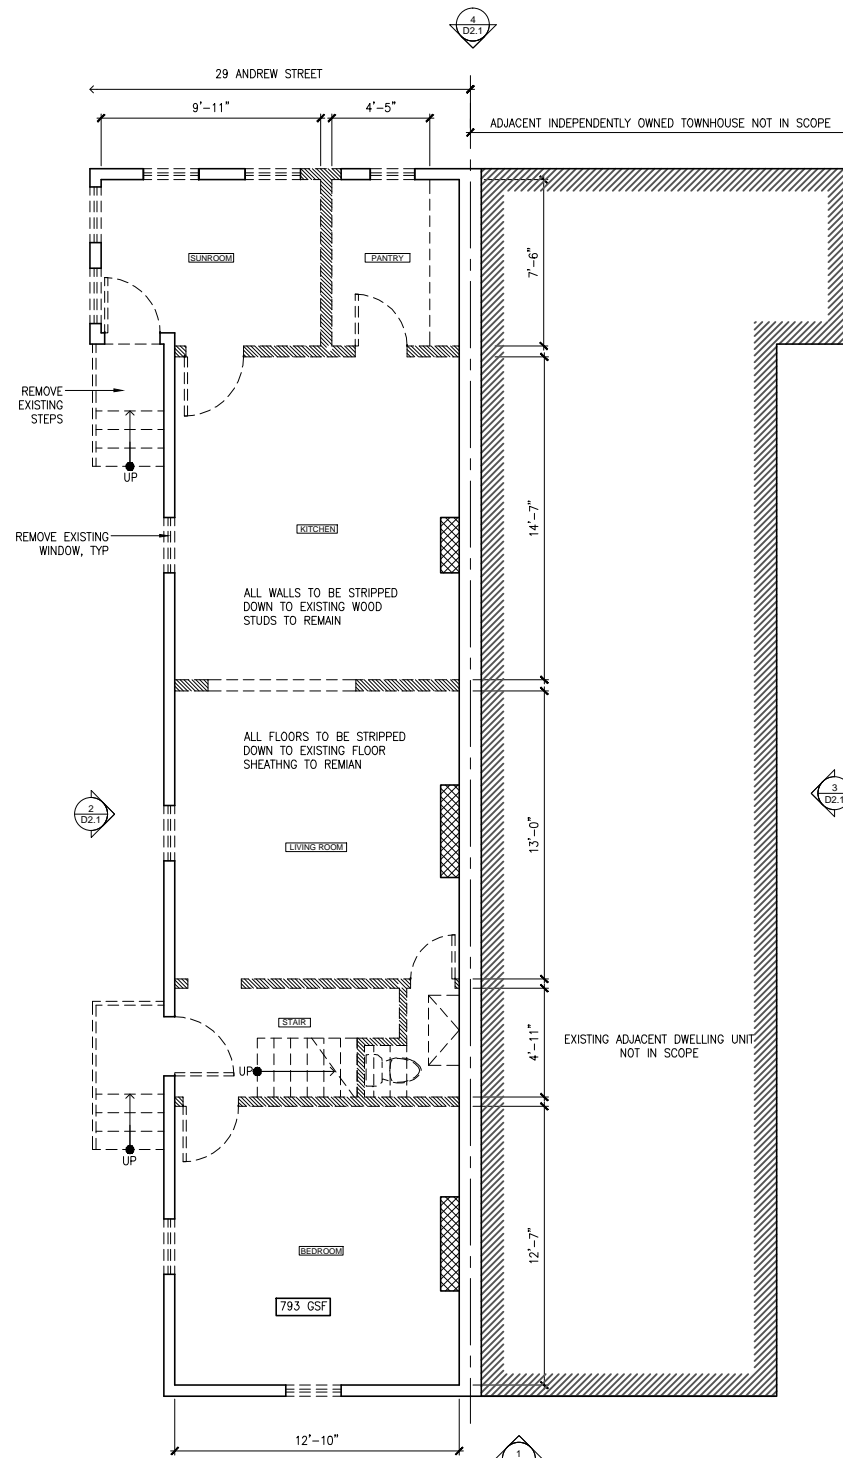 4
D2.1
29 ANDREW STREET
9'-11"
4'-5"
ADJACENT INDEPENDENTLY OWNED TOWNHOUSE NOT IN SCOPE
SUNROOM
PANTRY
7'-6"
REMOVE
EXISTING
STEPS
UP
REMOVE EXISTING
WINDOW, TYP
KITCHEN
14'-7"
ALL WALLS TO BE STRIPPED
DOWN TO EXISTING WOOD
STUDS TO REMAIN
ALL FLOORS TO BE STRIPPED
DOWN TO EXISTING FLOOR
SHEATHNG TO REMIAN
2
D2.1
3
D2.1
LIVING ROOM
13'-0"
STAIR
UP
4'-11"
EXISTING ADJACENT DWELLING UNIT
NOT IN SCOPE
UP
BEDROOM
12'-7"
793 GSF
12'-10"
1